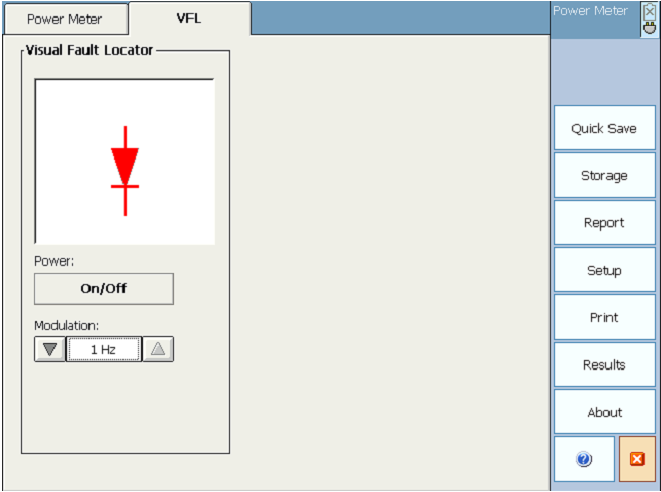 Power Meter
VFL
Power Meter
Visual Fault Locator
Power:
On/Off
Modulation:
1 Hz
Quick Save
Storage
Report
Setup
Print
Results
About
?